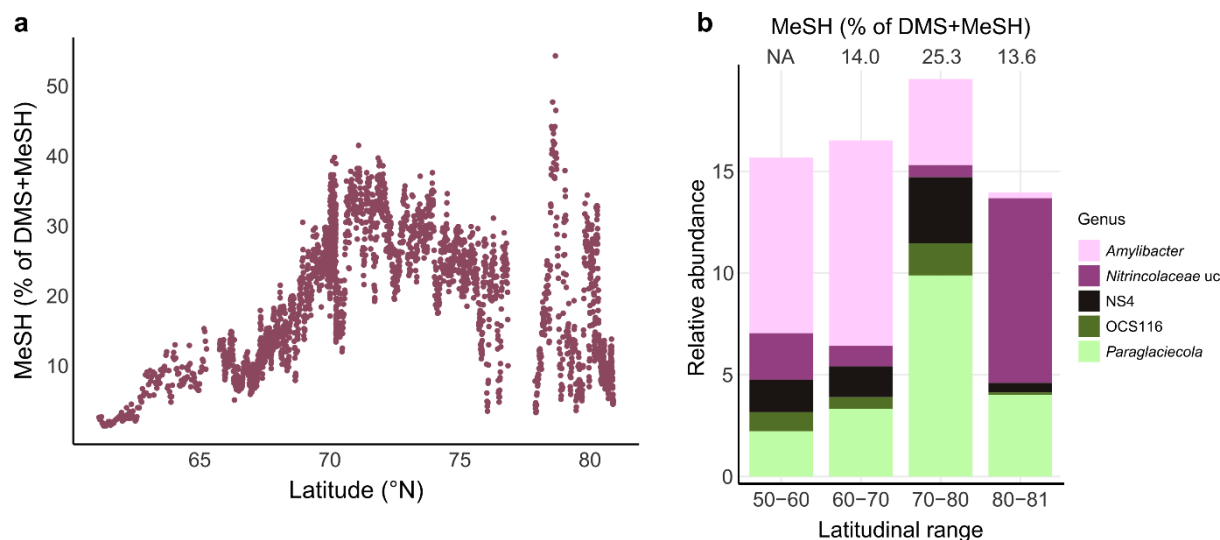 a
MeSH (% of DMS+MeSH)
50
40
30
20
10
65
70
75
80
Latitude (°N)
b
MeSH (% of DMS+MeSH)
NA
14.0
25.3
13.6
Relative abundance
15
10
5
0
50−60
60−70
70−80
80−81
Latitudinal range
Genus
Amylibacter
Nitrincolaceae uc
NS4
OCS116
Paraglaciecola